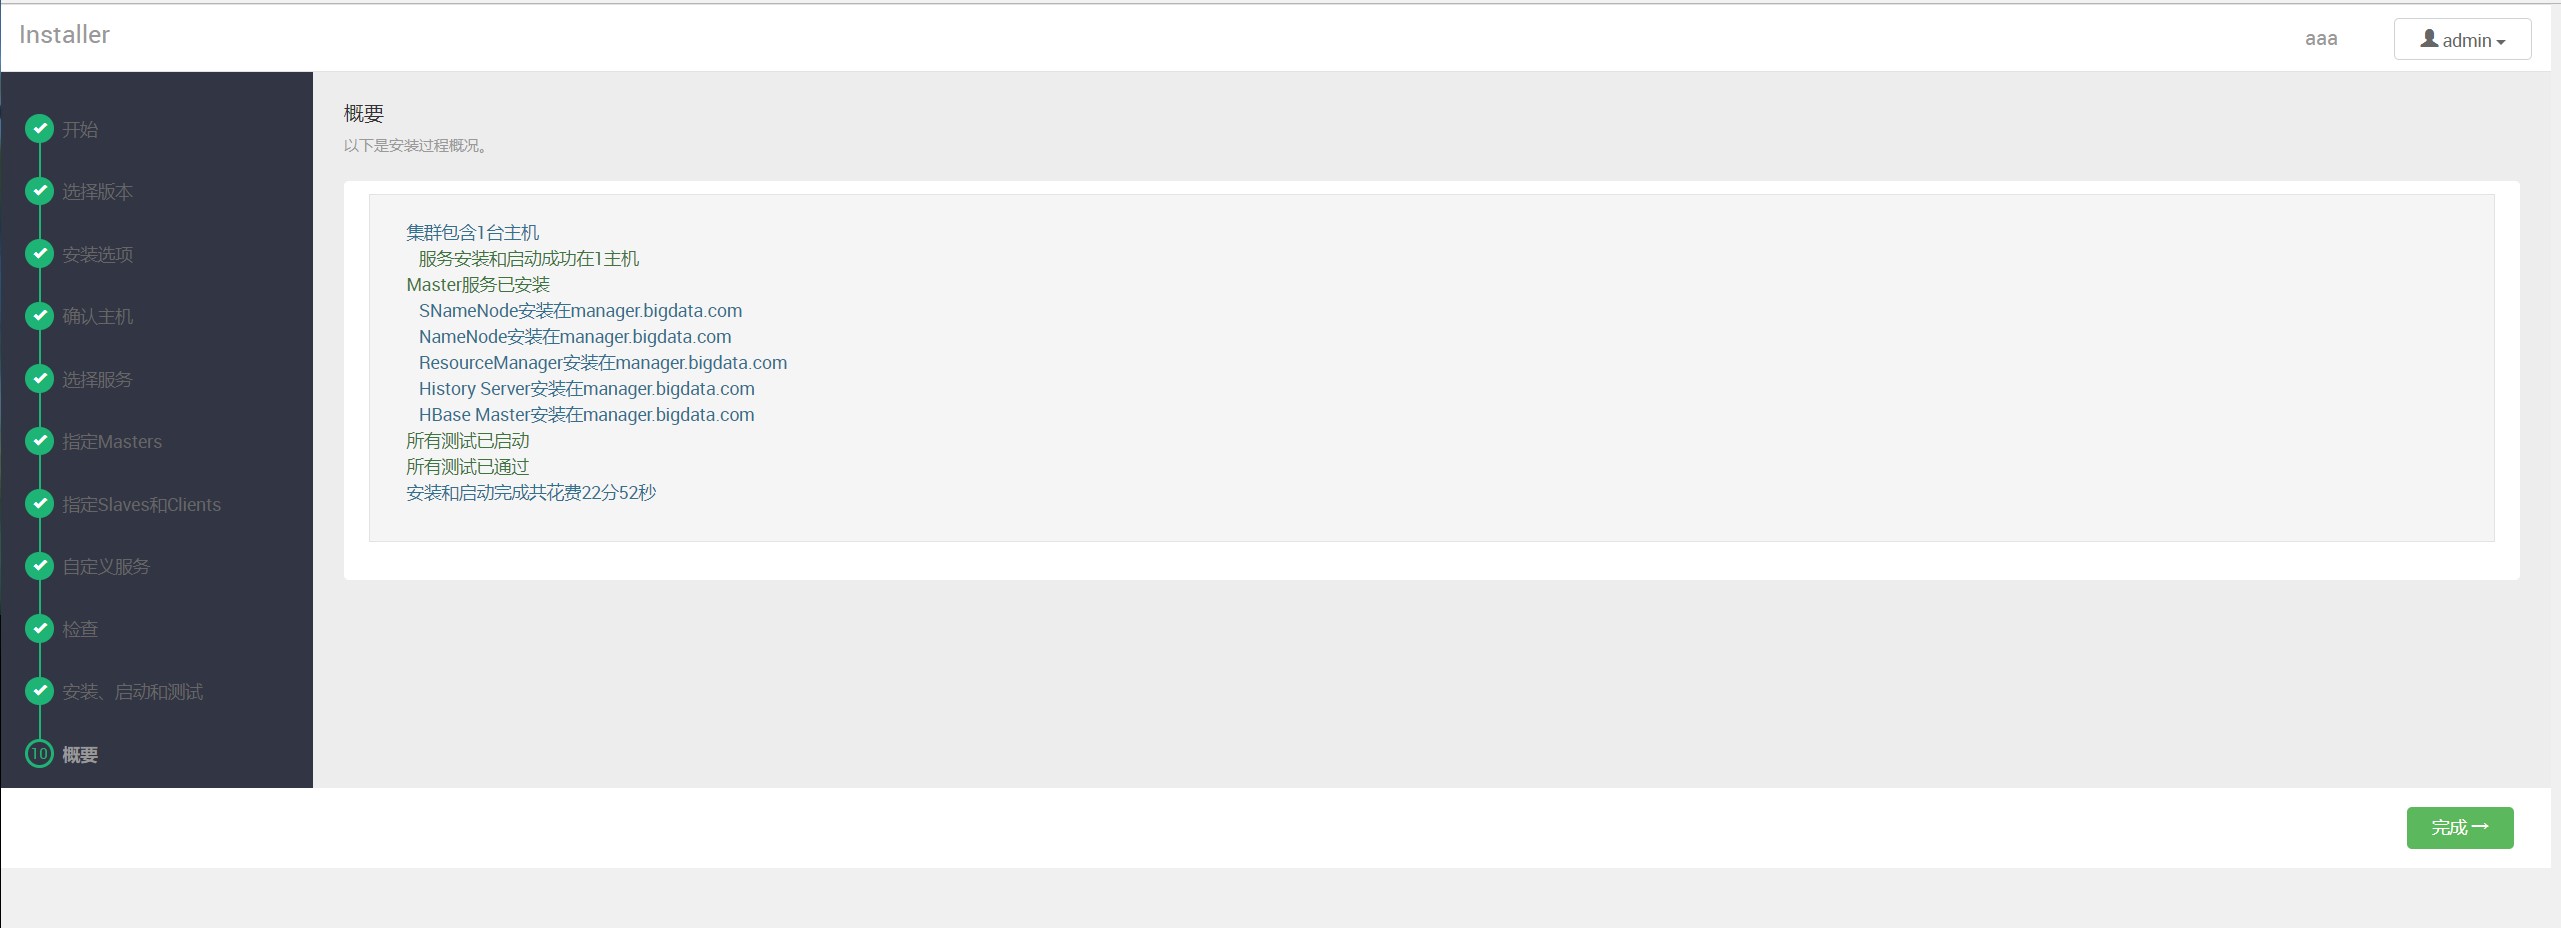 Installer
aaa
admin
开始
选择版本
安装选项
确认主机
选择服务
指定Masters
指定Slaves和Clients
自定义服务
检查
安装、启动和测试
10 概要
概要
以下是安装过程概况。
集群包含1台主机
服务安装和启动成功在1主机
Master服务已安装
SNameNode安装在manager.bigdata.com
NameNode安装在manager.bigdata.com
ResourceManager安装在manager.bigdata.com
History Server安装在manager.bigdata.com
HBase Master安装在manager.bigdata.com
所有测试已启动
所有测试已通过
安装和启动完成共花费22分52秒
完成→